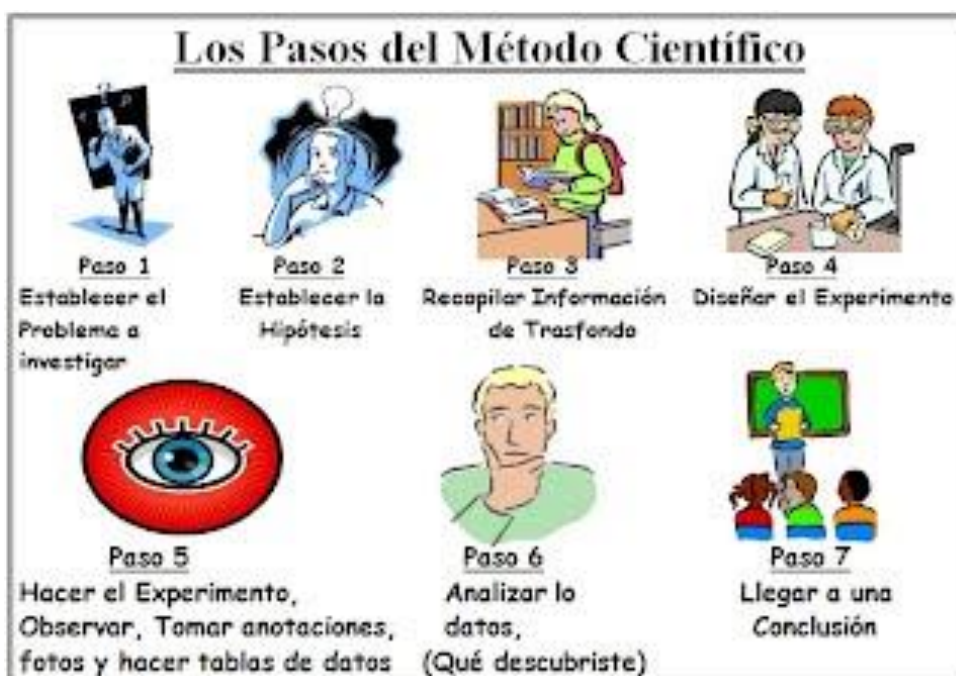 Los Pasos del Método Científico
Paso 1
Establecer el
Problema a
investigar
Paso 2
Establecer la
Hipótesis
Paso 3
Recopilar Información
de Trasfondo
Paso 4
Diseñar el Experimento
Paso 5
Hacer el Experimento,
Observar, Tomar anotaciones,
fotos y hacer tablas de datos
Paso 6
Analizar lo
datos,
(Qué descubriste)
Paso 7
Llegar a una
Conclusión